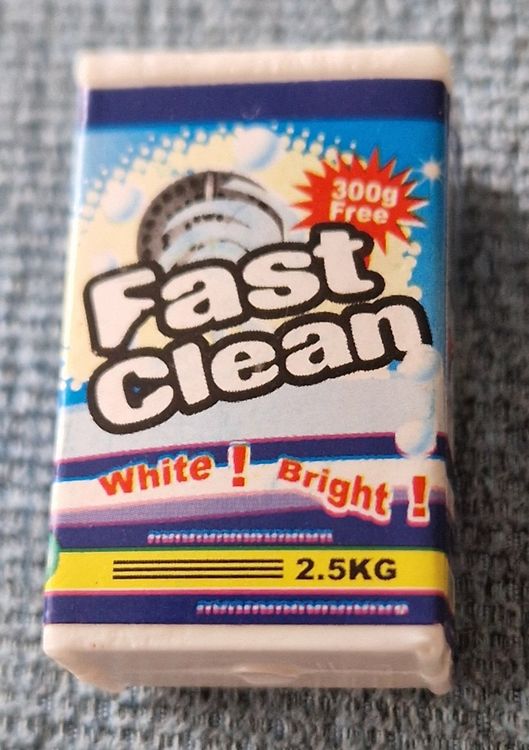 300g
Free
Fast
Clean
White ! Bright !
2.5KG